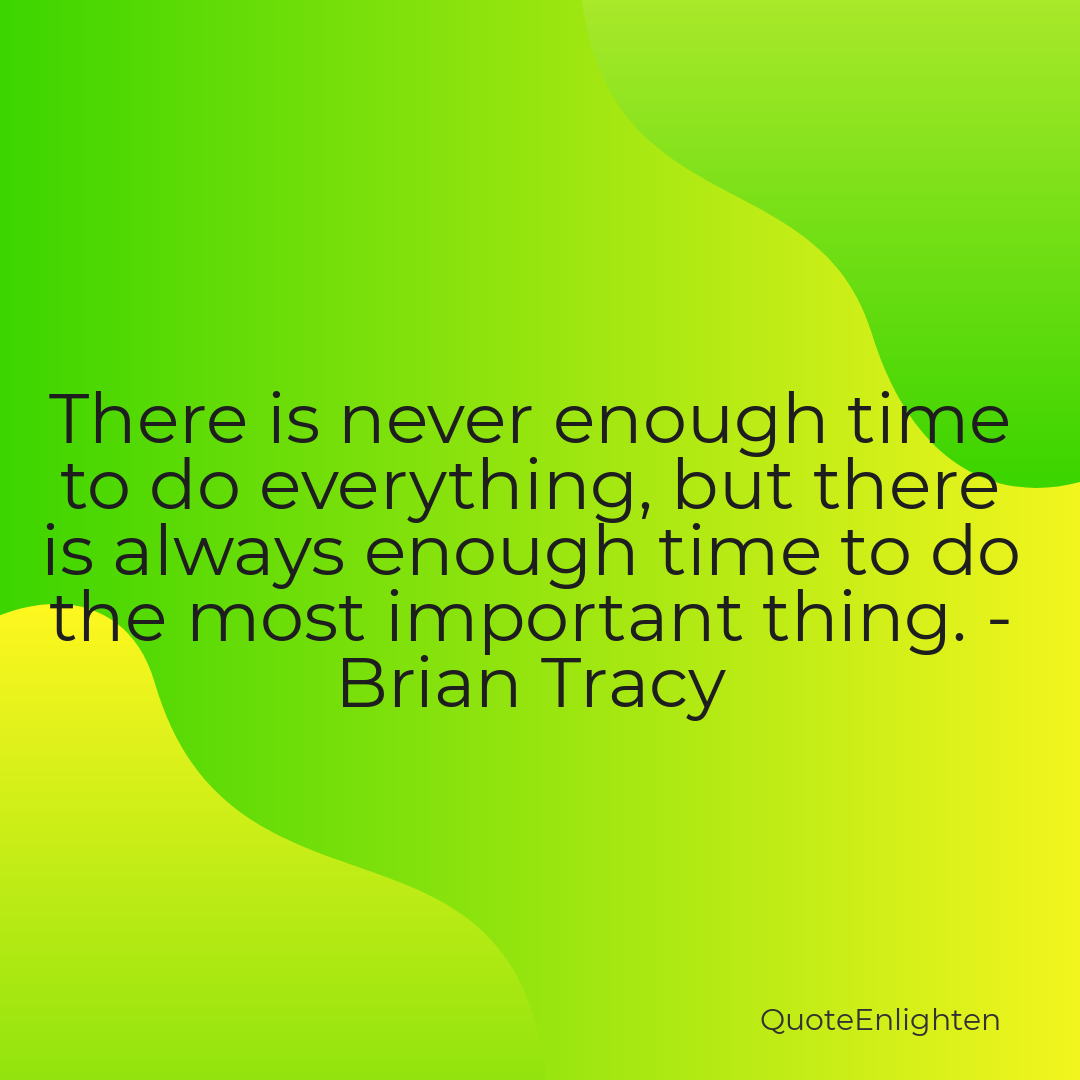 There is never enough time
to do everything, but there
is always enough time to do
the most important thing. -
Brian Tracy
QuoteEnlighten